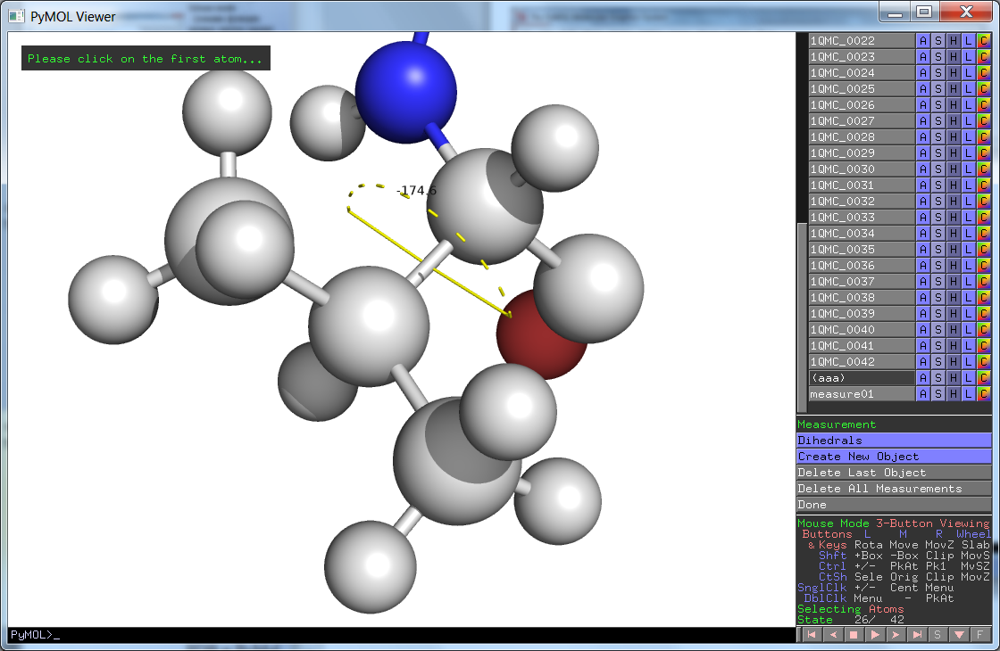 PyMOL Viewer
Please click on the first atom...
-174.6
1QMC_0022 A S H L C
1QMC_0023 A S H L C
1QMC_0024 A S H L C
1QMC_0025 A S H L C
1QMC_0026 A S H L C
1QMC_0027 A S H L C
1QMC_0028 A S H L C
1QMC_0029 A S H L C
1QMC_0030 A S H L C
1QMC_0031 A S H L C
1QMC_0032 A S H L C
1QMC_0033 A S H L C
1QMC_0034 A S H L C
1QMC_0035 A S H L C
1QMC_0036 A S H L C
1QMC_0037 A S H L C
1QMC_0038 A S H L C
1QMC_0039 A S H L C
1QMC_0040 A S H L C
1QMC_0041 A S H L C
1QMC_0042 A S H L C
(aaa) A S H L C
measure01 A S H L C
Measurement
Dihedrals
Create New Object
Delete Last Object
Delete All Measurements
Done
Mouse Mode 3-Button Viewing
Buttons L M R Wheel
& Keys Rota Move MovZ Slab
Shft +Box -Box Clip MovS
Ctrl +/- PkAt Pk1 MvSZ
CtSh Sele Orig Clip MovZ
SnglClk +/- Cent Menu
DblClk Menu - PkAt
Selecting Atoms
State 26/ 42
PyMOL>_
S F